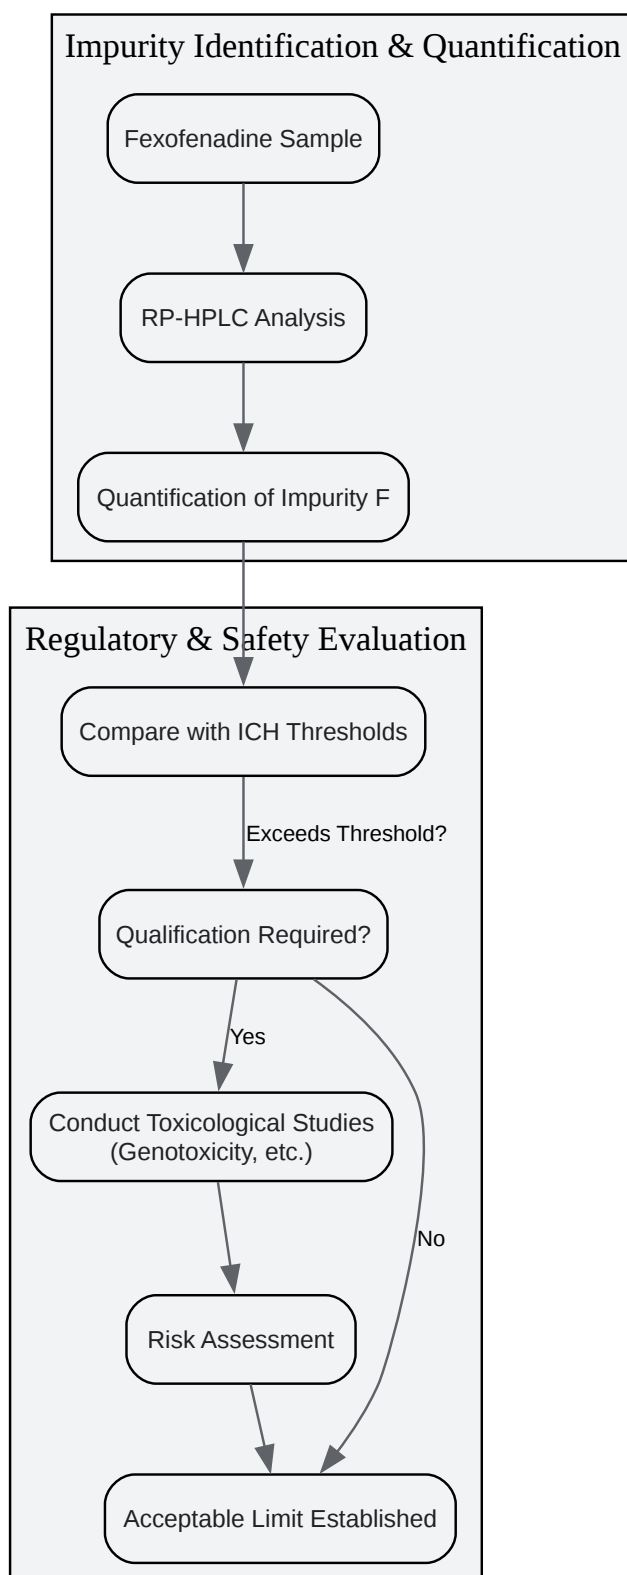 Impurity Identification & Quantification
Fexofenadine Sample
RP-HPLC Analysis
Quantification of Impurity F
Regulatory & Safety Evaluation
Compare with ICH Thresholds
Exceeds Threshold?
Qualification Required?
Yes
Conduct Toxicological Studies
(Genotoxicity, etc.)
No
Risk Assessment
Acceptable Limit Established